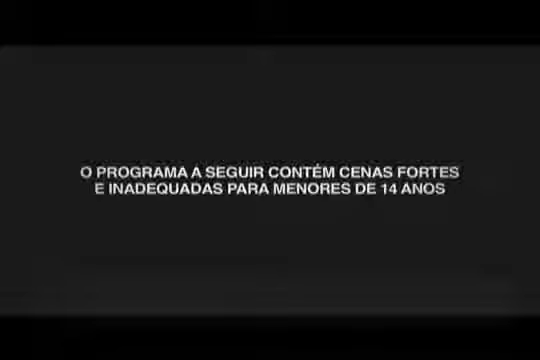 O PROGRAMA A SEGUIR CONTÉM CENAS FORTES
E INADEQUADAS PARA MENORES DE 14 ANOS